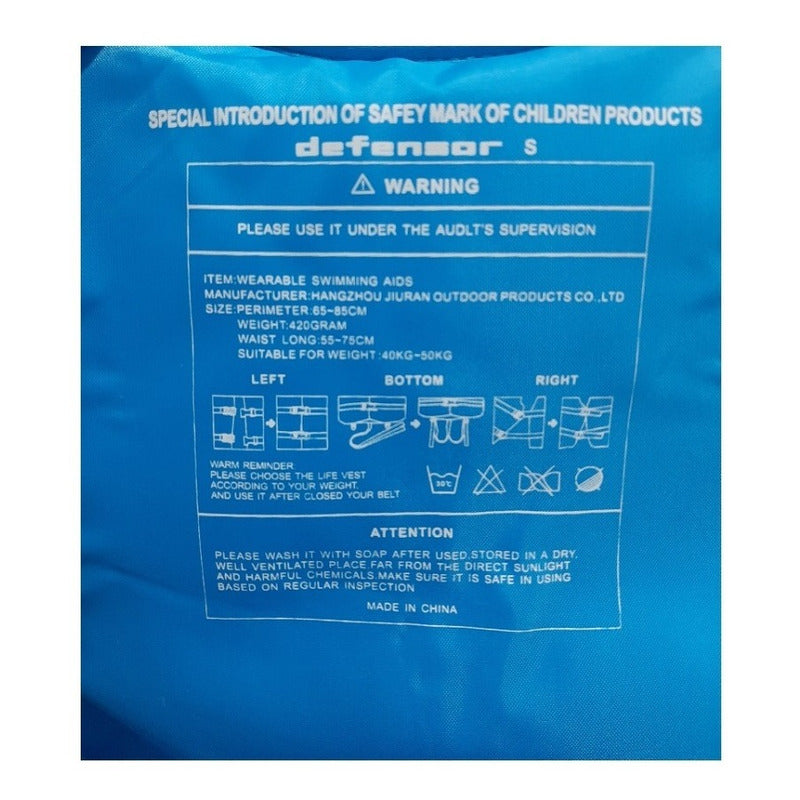 SPECIAL INTRODUCTION OF SAFEY MARK OF CHILDREN PRODUCTS
defensor S
WARNING
PLEASE USE IT UNDER THE AUDLT'S SUPERVISION
ITEM:WEARABLE SWIMMING AIDS
MANUFACTURER:HANGZHOU JIURAN OUTDOOR PRODUCTS CO.,LTD
SIZE:PERIMETER:65~85CM
WEIGHT:420GRAM
WAIST LONG:55~75CM
SUITABLE FOR WEIGHT:40KG~50KG
LEFT BOTTOM RIGHT
WARM REMINDER
PLEASE CHOOSE THE LIFE VEST
ACCORDING TO YOUR WEIGHT.
AND USE IT AFTER CLOSED YOUR BELT
30℃
ATTENTION
PLEASE WASH IT WITH SOAP AFTER USED,STORED IN A DRY,
WELL VENTILATED PLACE,FAR FROM THE DIRECT SUNLIGHT
AND HARMFUL CHEMICALS.MAKE SURE IT IS SAFE IN USING
BASED ON REGULAR INSPECTION
MADE IN CHINA